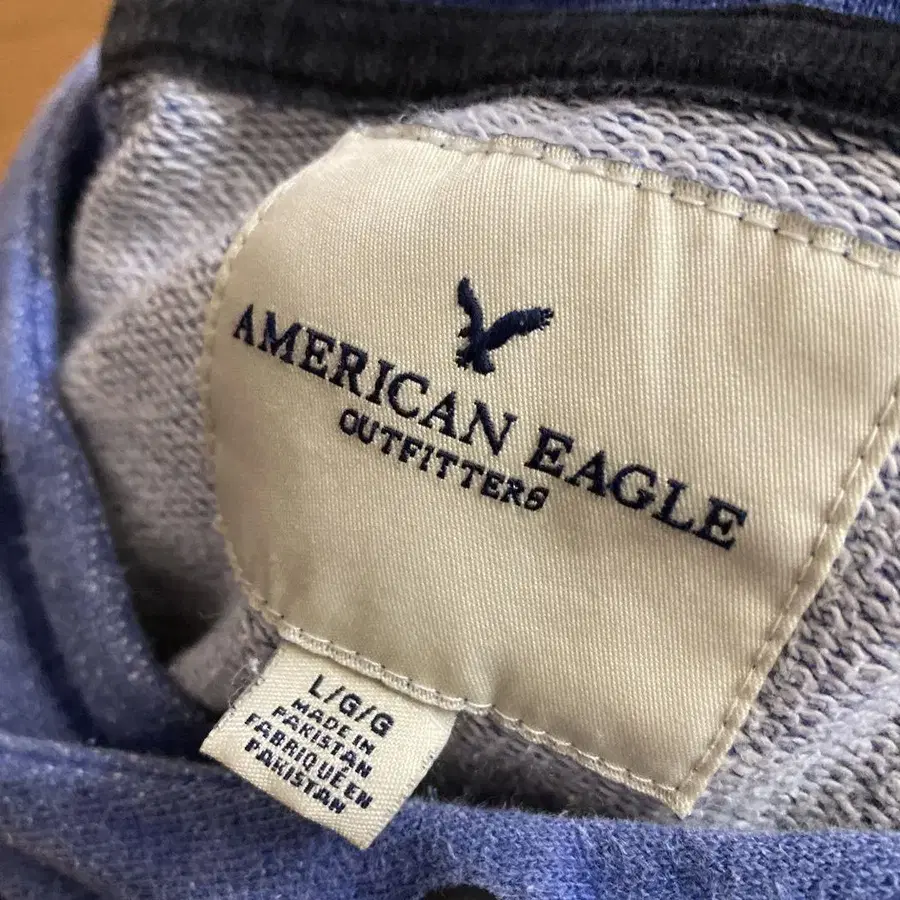 AMERICAN EAGLE
OUTFITTERS
L/G/G
MADE IN
PAKISTAN
FABRIQUÉ EN
PAKISTAN